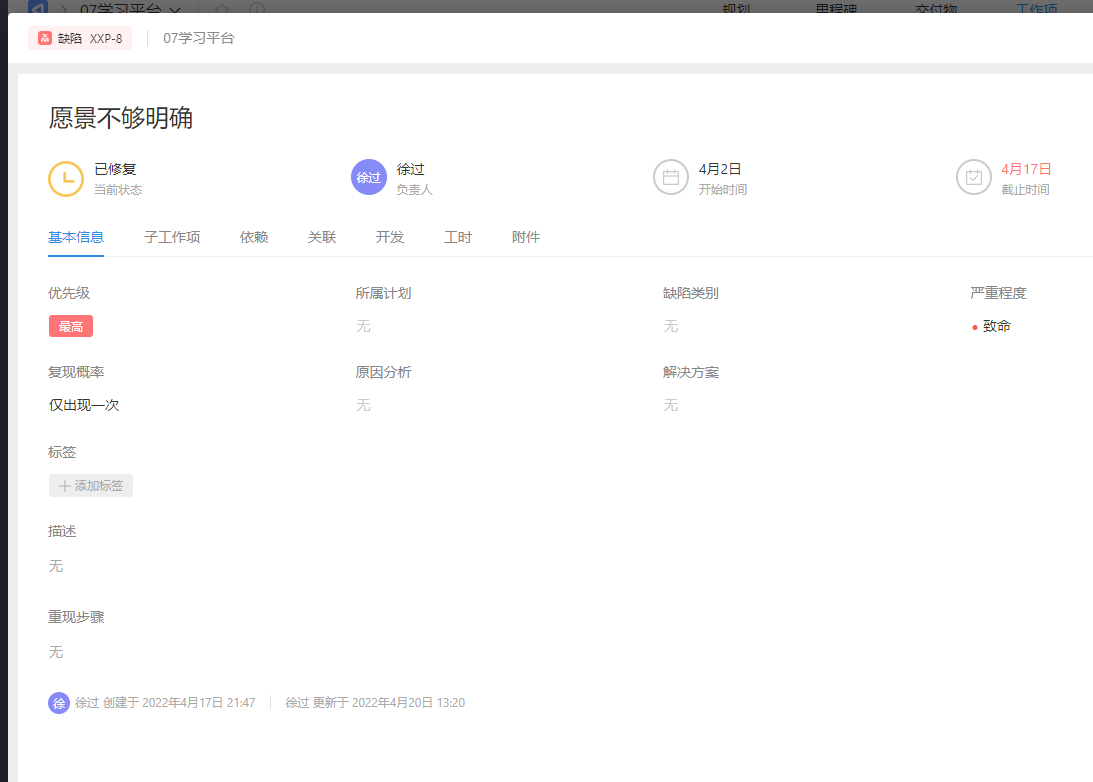 07学习平台
规划
里程碑
交付物
工作项
缺陷 XXP-8
07学习平台
愿景不够明确
已修复
当前状态
徐过
徐过
负责人
4月2日
开始时间
4月17日
截止时间
基本信息 子工作项 依赖 关联 开发 工时 附件
优先级 所属计划 缺陷类别 严重程度
最高 无 无 致命
复现概率 原因分析 解决方案
仅出现一次 无 无
标签
添加标签
描述
无
重现步骤
无
徐 徐过 创建于 2022年4月17日 21:47 徐过 更新于 2022年4月20日 13:20